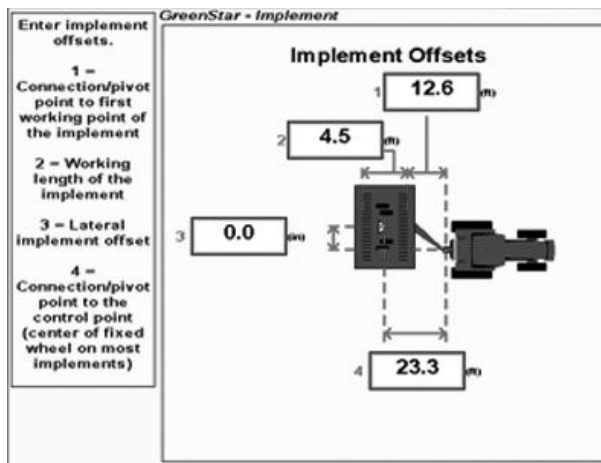 GreenStar - Implement
Enter implement
offsets.
1 =
Connection/pivot
point to first
working point of
the implement
2 = Working
length of the
implement
3 = Lateral
implement offset
4 =
Connection/pivot
point to the
control point
(center of fixed
wheel on most
implements)
Implement Offsets
1 12.6 (ft)
2 4.5 (ft)
3 0.0 (in)
4 23.3 (ft)